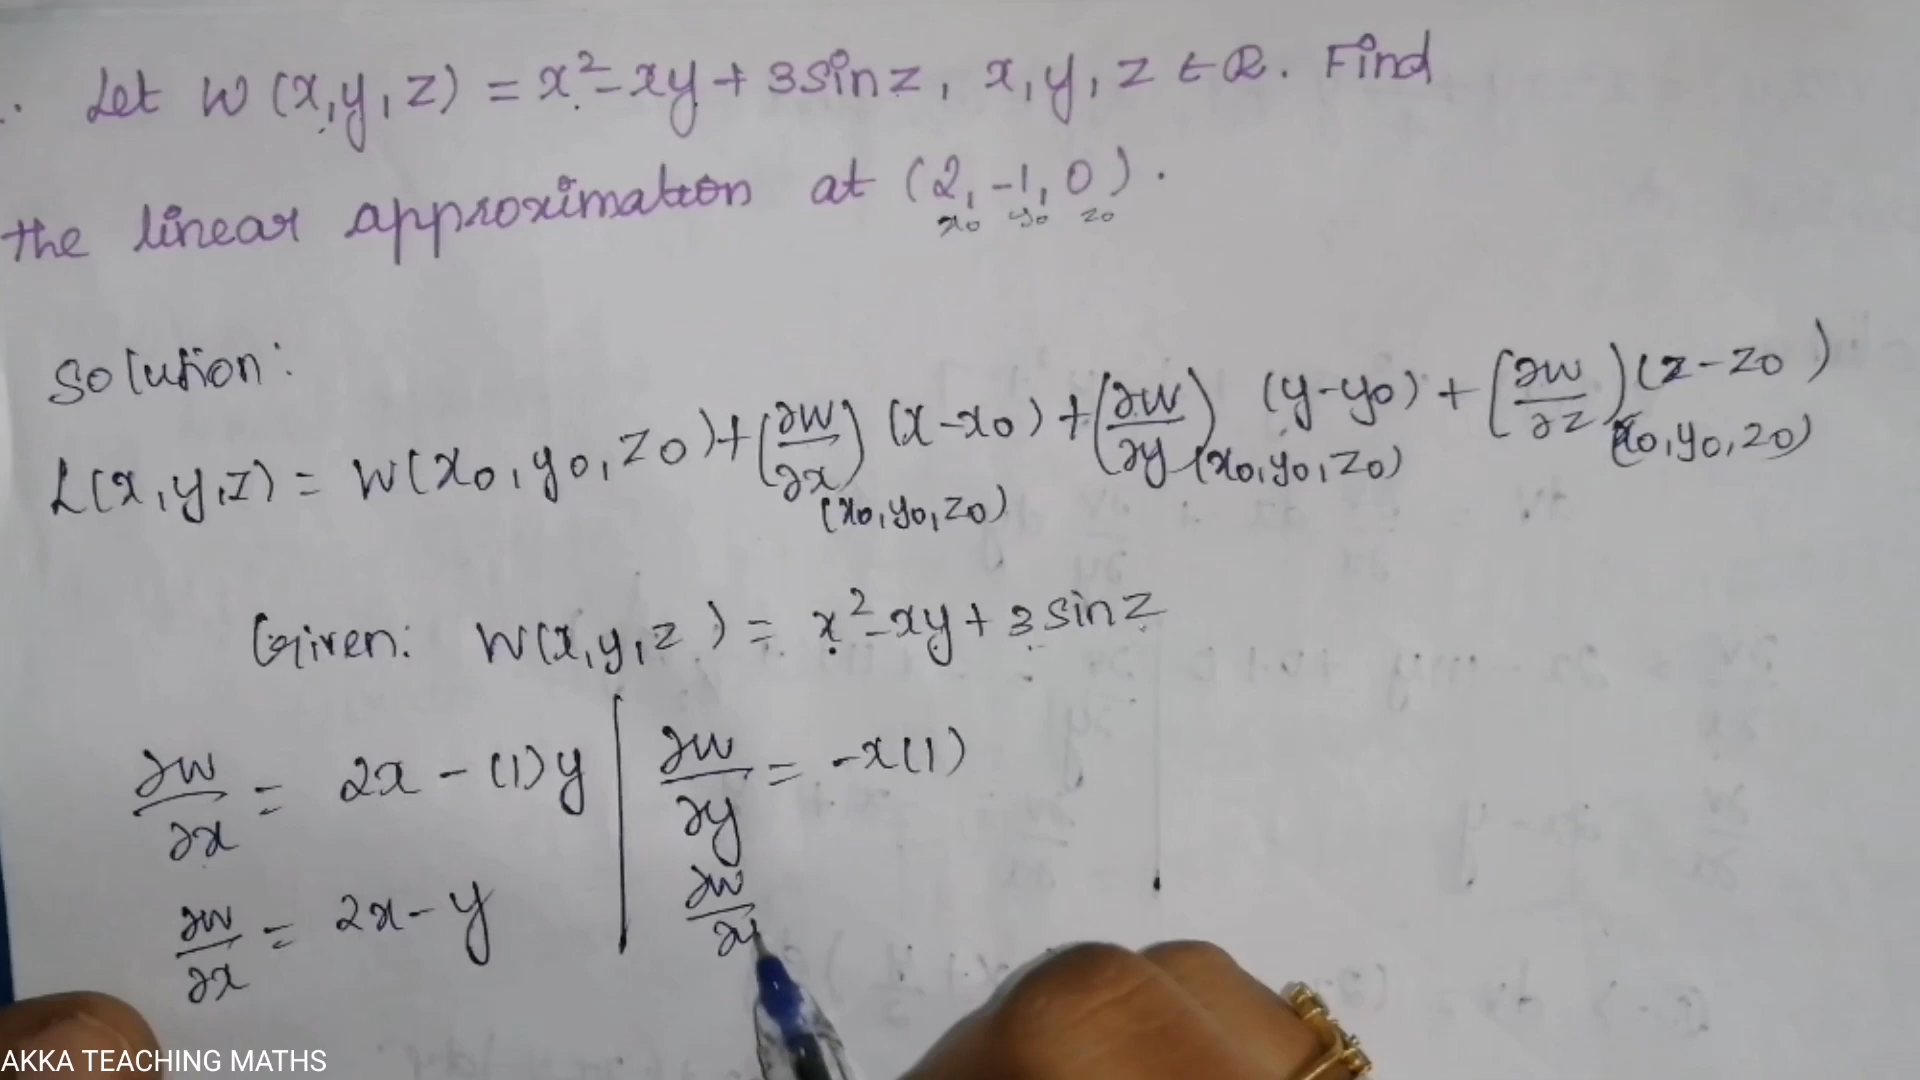 Let W(x,y,z) = x²-xy+3sinz, x,y,z ∈ R. Find
the linear approximation at (2,-1,0).
x₀ y₀ z₀
Solution:
L(x,y,z) = W(x₀,y₀,z₀)+(∂w/∂x)(x₀,y₀,z₀)(x-x₀)+(∂w/∂y)(x₀,y₀,z₀)(y-y₀)+(∂w/∂z)(x₀,y₀,z₀)(z-z₀)
Given: W(x,y,z) = x²-xy+3sinz
∂w/∂x = 2x-(1)y
∂w/∂x = 2x-y
∂w/∂y = -x(1)
∂w/∂
AKKA TEACHING MATHS